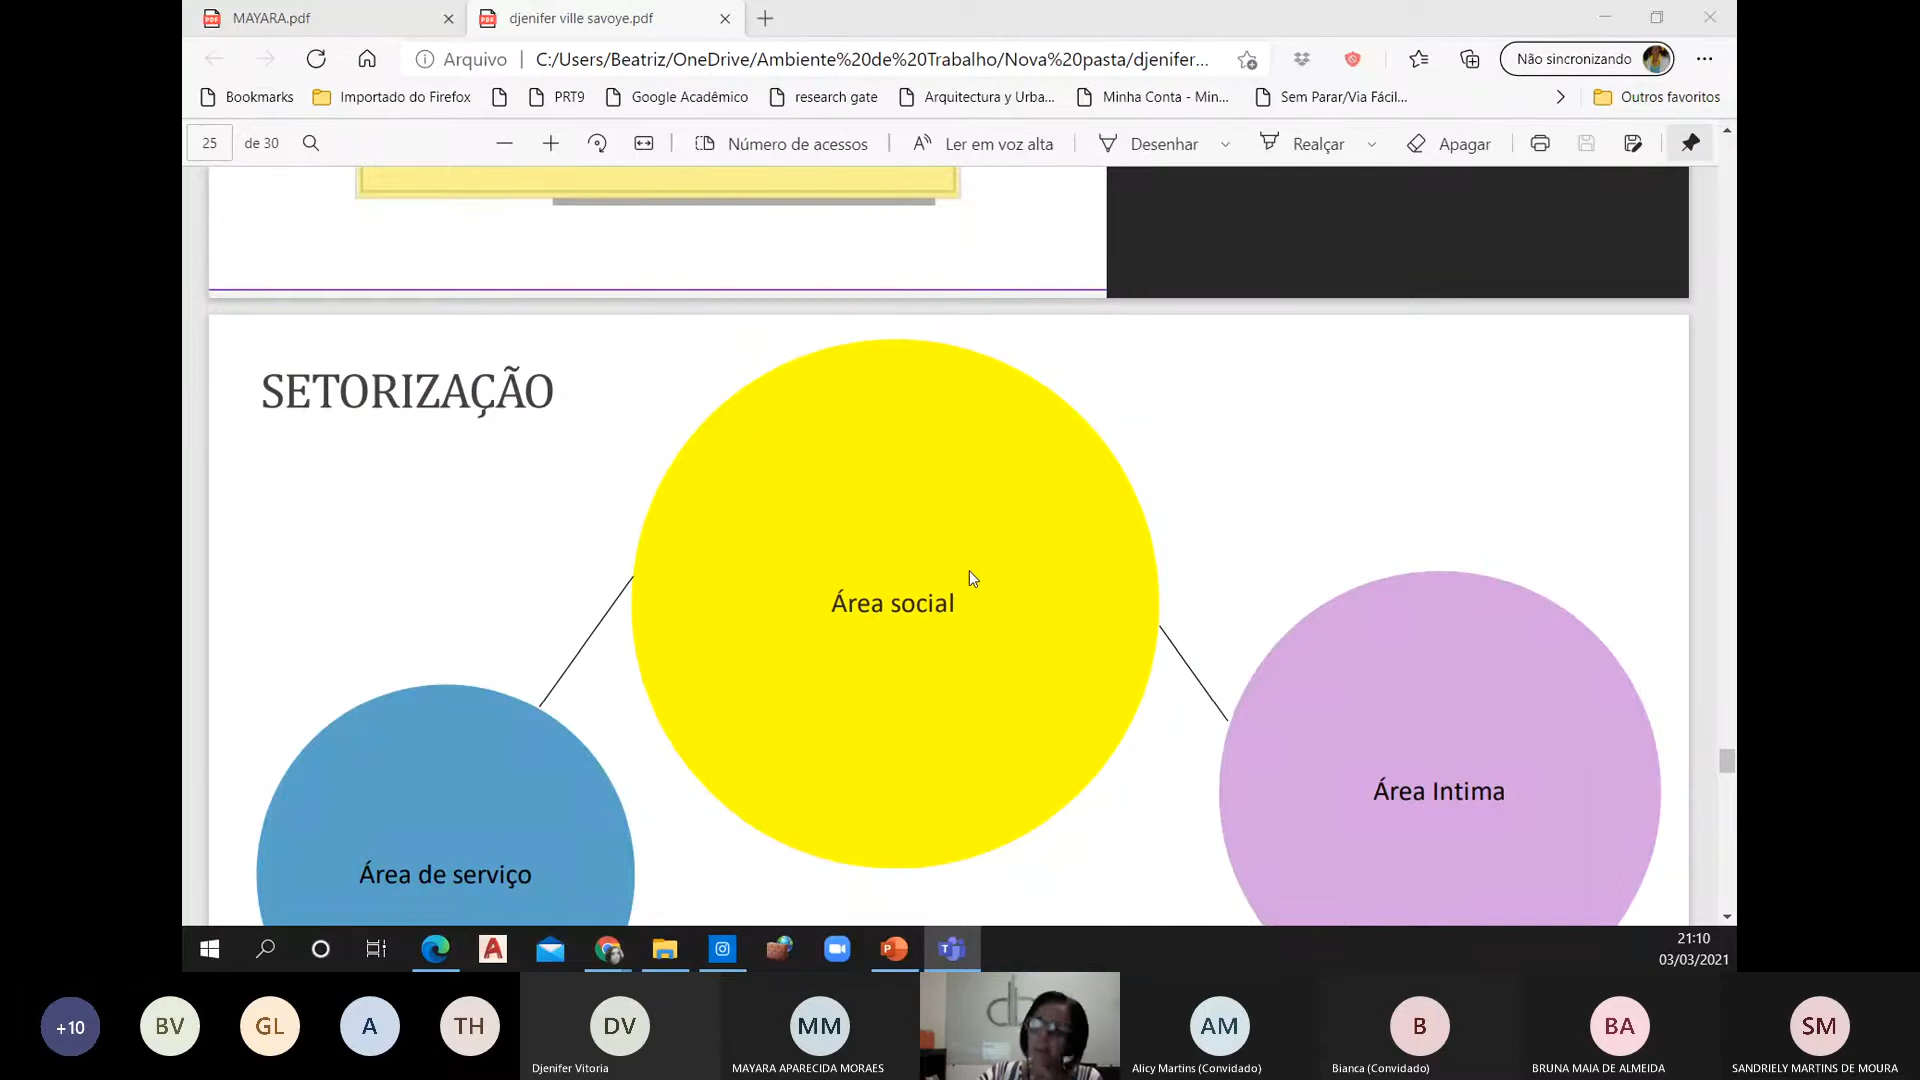 MAYARA.pdf
djenifer ville savoye.pdf
Arquivo
C:/Users/Beatriz/OneDrive/Ambiente%20de%20Trabalho/Nova%20pasta/djenifer...
Não sincronizando
Bookmarks
Importado do Firefox
PRT9
Google Acadêmico
research gate
Arquitectura y Urba...
Minha Conta - Min...
Sem Parar/Via Fácil...
Outros favoritos
25
de 30
Número de acessos
Ler em voz alta
Desenhar
Realçar
Apagar
SETORIZAÇÃO
Área social
Área Intima
Área de serviço
21:10
03/03/2021
+10
BV
GL
A
TH
DV
MM
AM
B
BA
SM
Djenifer Vitoria
MAYARA APARECIDA MORAES
Alicy Martins (Convidado)
Bianca (Convidado)
BRUNA MAIA DE ALMEIDA
SANDRIELY MARTINS DE MOURA